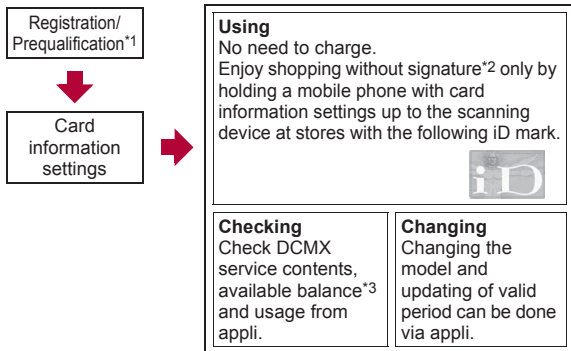 Registration/
Prequalification*1
Card
information
settings
Using
No need to charge.
Enjoy shopping without signature*2 only by
holding a mobile phone with card
information settings up to the scanning
device at stores with the following iD mark.
iD
Checking
Check DCMX
service contents,
available balance*3
and usage from
appli.
Changing
Changing the
model and
updating of valid
period can be done
via appli.